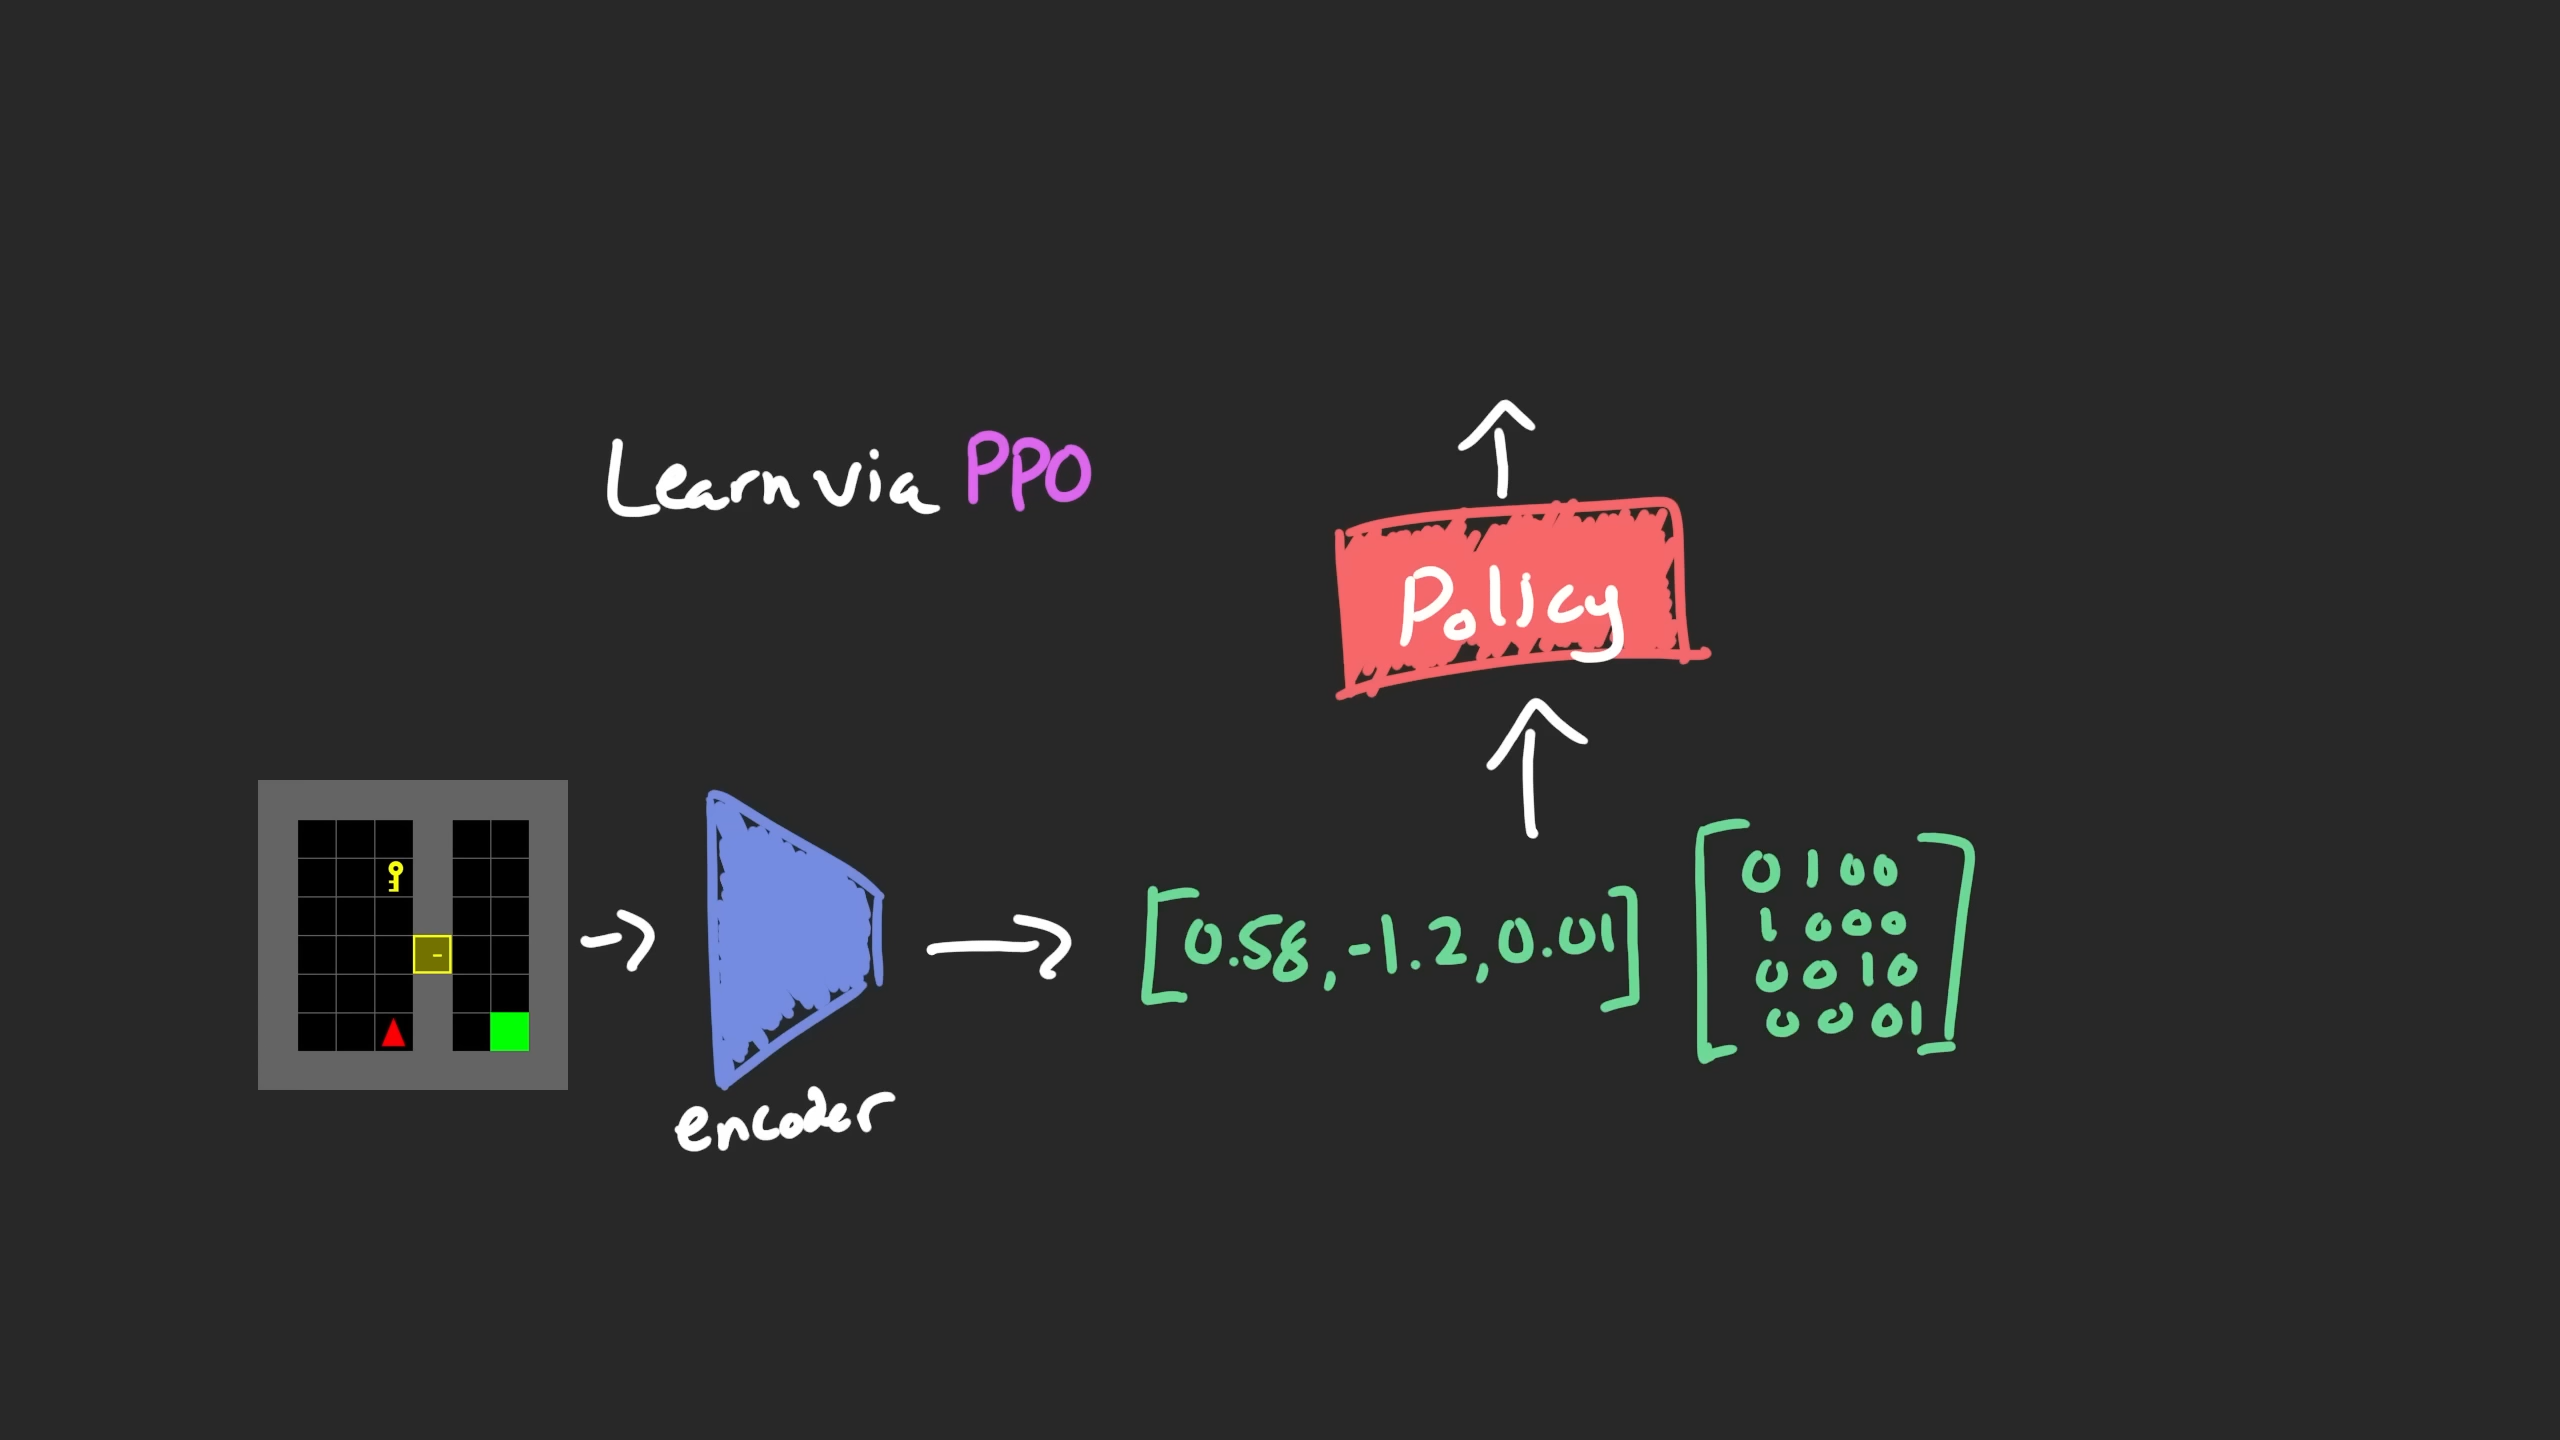 Learn via PPO
Policy
[0.58, -1.2, 0.01]
0 1 0 0
1 0 0 0
0 0 1 0
0 0 0 1
encoder